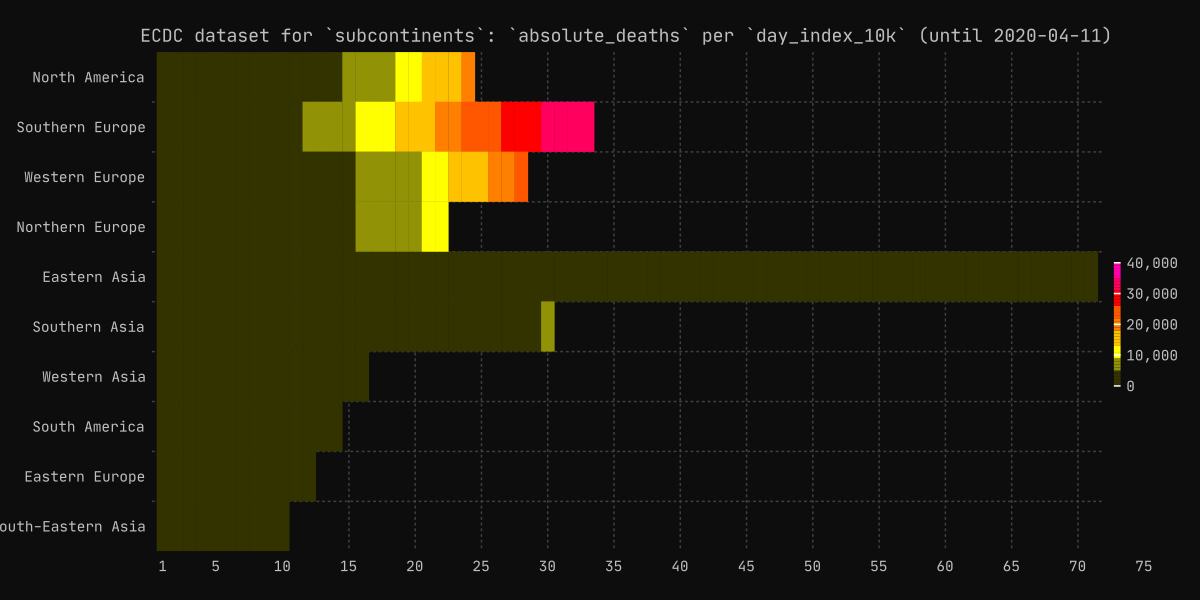 ECDC dataset for `subcontinents`: `absolute_deaths` per `day_index_10k` (until 2020-04-11)
North America
Southern Europe
Western Europe
Northern Europe
Eastern Asia
Southern Asia
Western Asia
South America
Eastern Europe
outh-Eastern Asia
40,000
30,000
20,000
10,000
0
1 5 10 15 20 25 30 35 40 45 50 55 60 65 70 75